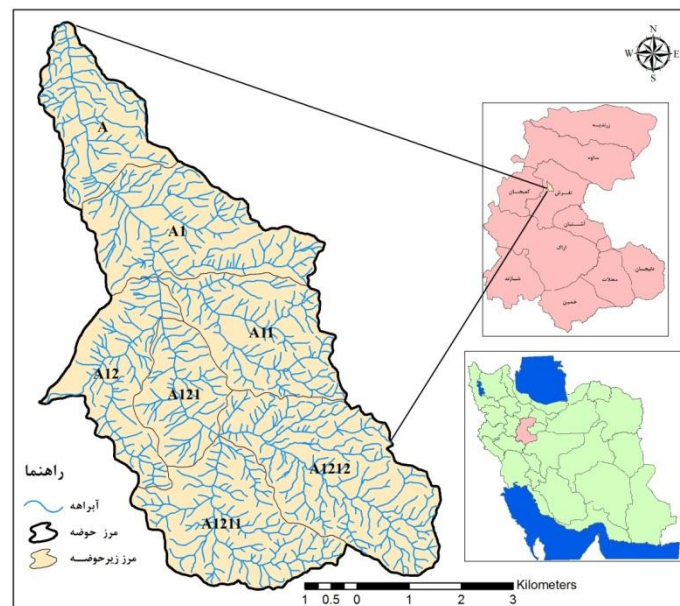 N
W E
S
A
A1
A11
A12
A121
A1212
A1211
راهنما
آبراهه
مرز حوضه
مرز زیرحوضه
Kilometers
1 0.5 0 1 2 3
زرندیه
ساوه
تفرش
کمیجان
آشتیان
اراک
دلیجان
محلات
شازند
خمین